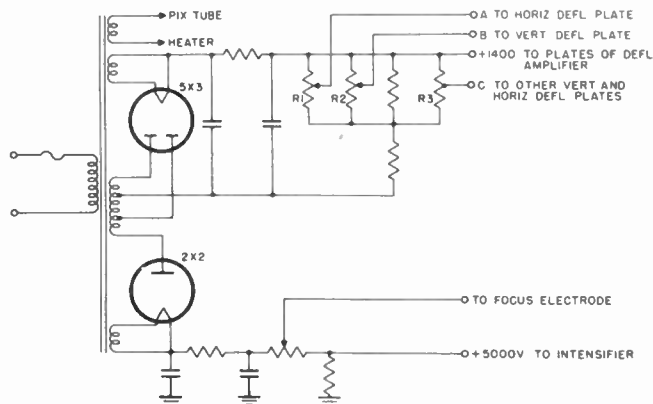 PIX TUBE
HEATER
A TO HORIZ DEFL PLATE
B TO VERT DEFL PLATE
+1400 TO PLATES OF DEFL
AMPLIFIER
C TO OTHER VERT AND
HORIZ DEFL PLATES
5X3
R1
R2
R3
2X2
TO FOCUS ELECTRODE
+5000V TO INTENSIFIER